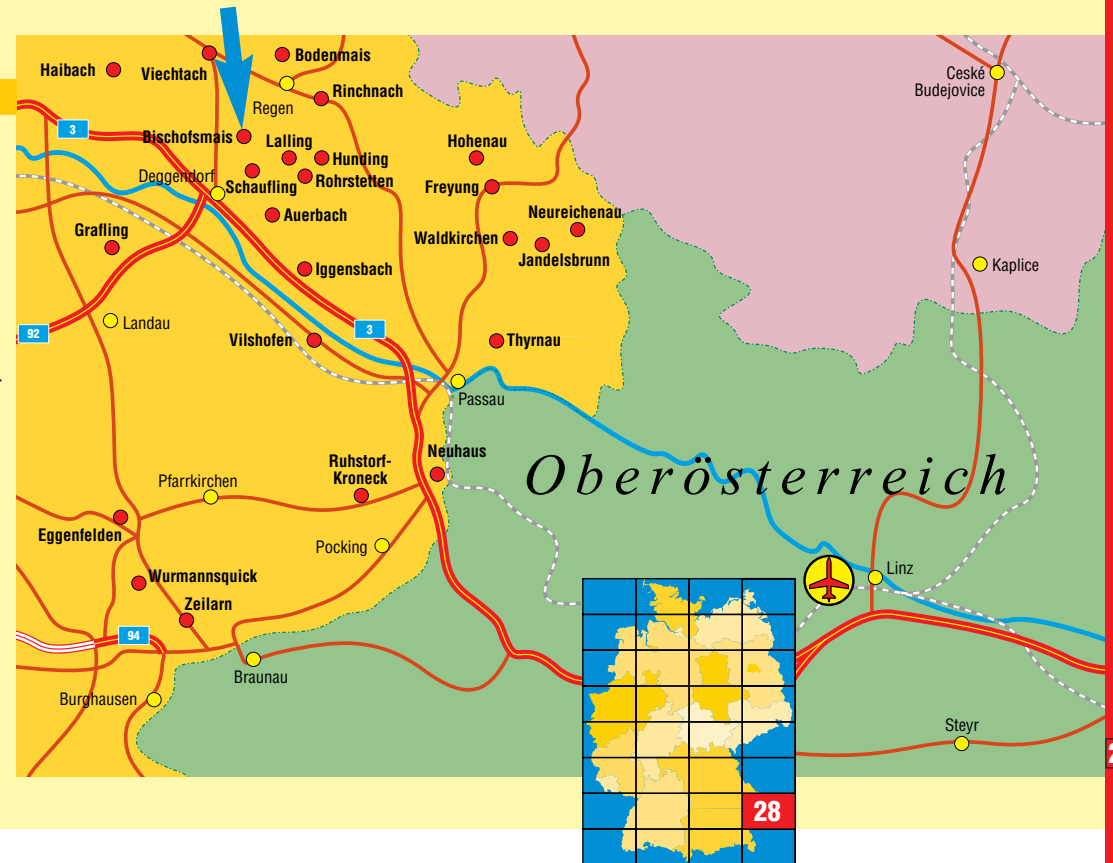 Bodenmais
Haibach
Viechtach
Ceské
Budejovice
Rinchnach
Regen
3
Bischofsmais
Lalling
Hohenau
Hunding
Deggendorf
Schaufling
Rohrstetten
Freyung
Auerbach
Neureichenau
Grafling
Waldkirchen
Jandelsbrunn
Iggensbach
Kaplice
Landau
92
3
Vilshofen
Thyrnau
Passau
Neuhaus
Ruhstorf-
Kroneck
Oberösterreich
Pfarrkirchen
Eggenfelden
Pocking
Linz
Wurmannsquick
Zeilarn
94
Braunau
Burghausen
Steyr
28